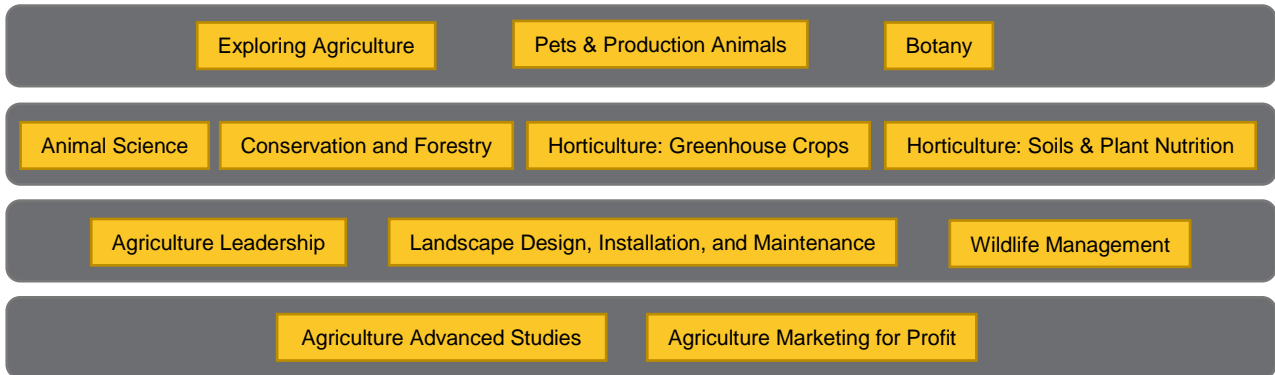 Exploring Agriculture
Pets & Production Animals
Botany
Animal Science
Conservation and Forestry
Horticulture: Greenhouse Crops
Horticulture: Soils & Plant Nutrition
Agriculture Leadership
Landscape Design, Installation, and Maintenance
Wildlife Management
Agriculture Advanced Studies
Agriculture Marketing for Profit